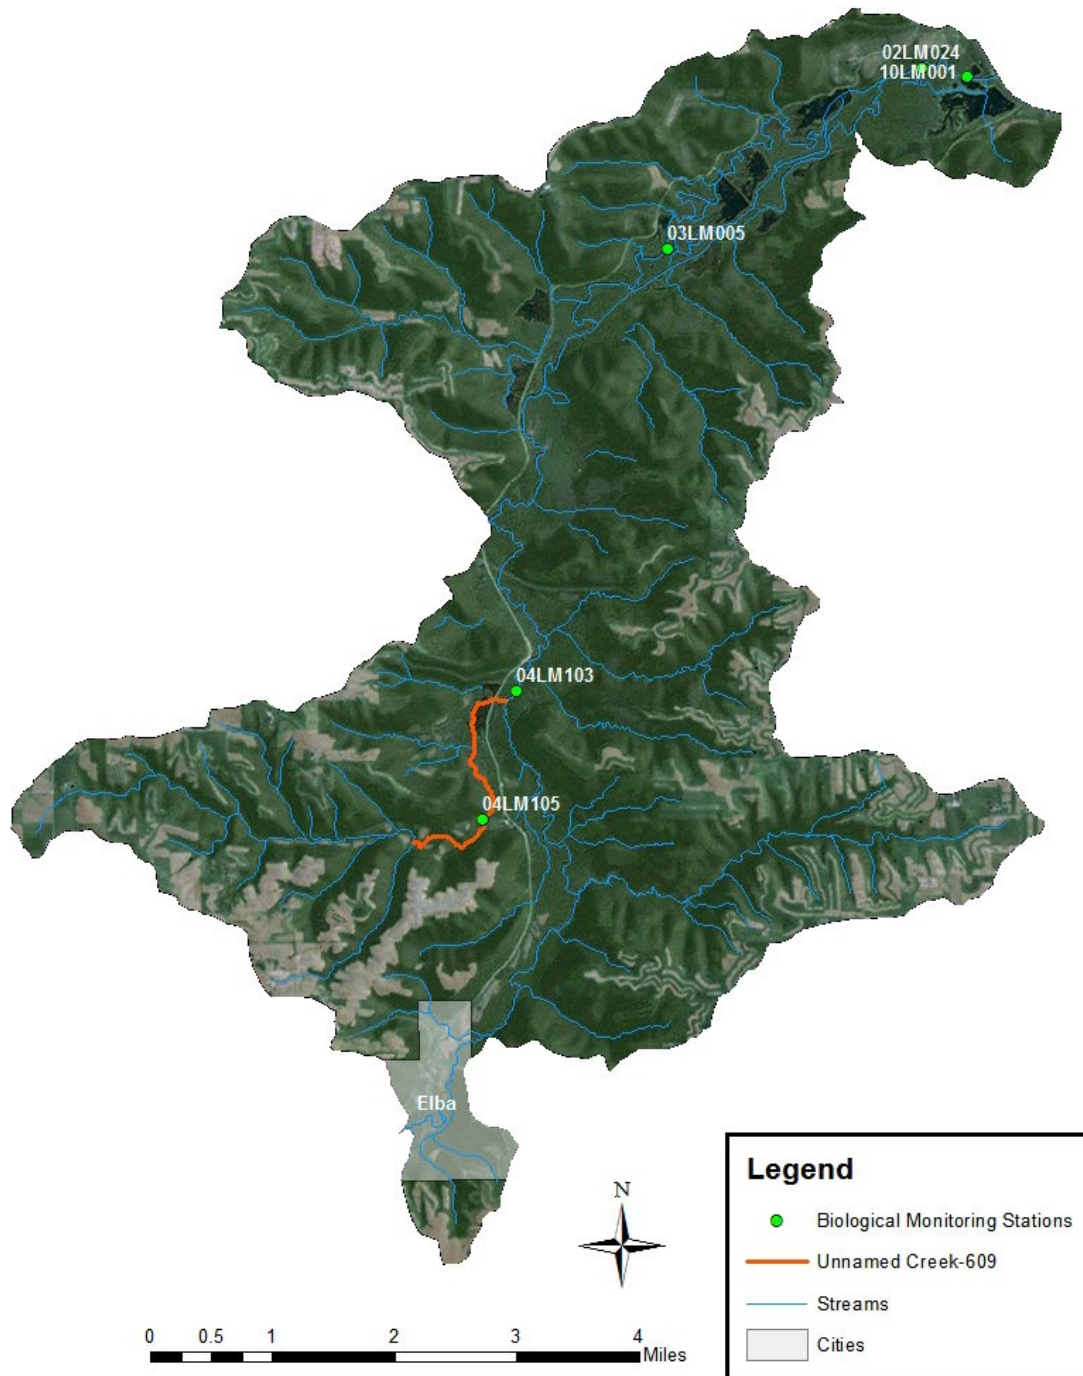 02LM024
10LM001
03LM005
04LM103
04LM105
Elba
N
Legend
Biological Monitoring Stations
Unnamed Creek-609
Streams
Cities
0 0.5 1 2 3 4
Miles